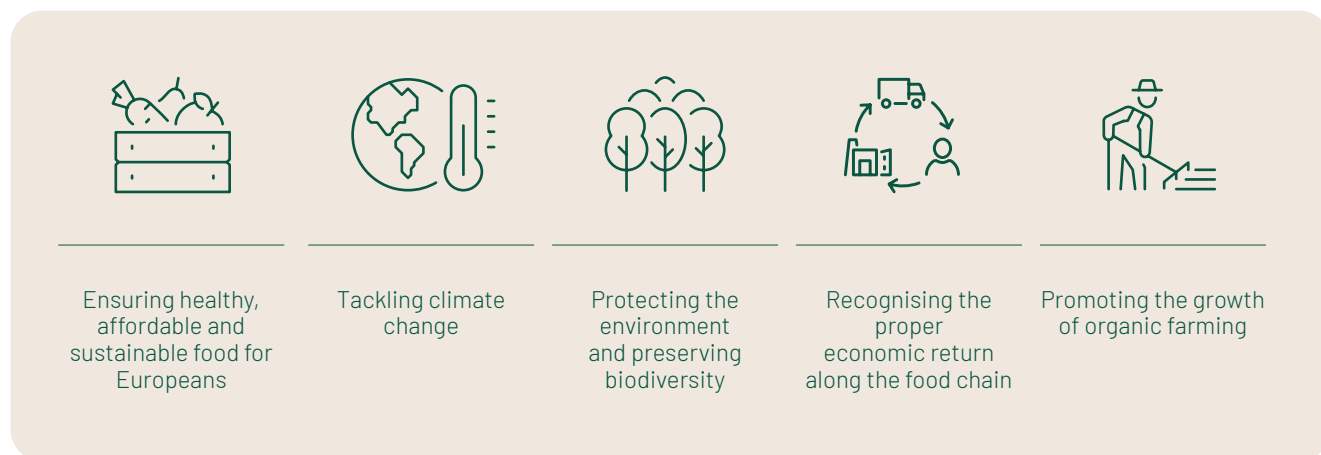 Ensuring healthy,
affordable and
sustainable food for
Europeans
Tackling climate
change
Protecting the
environment
and preserving
biodiversity
Recognising the
proper
economic return
along the food chain
Promoting the growth
of organic farming